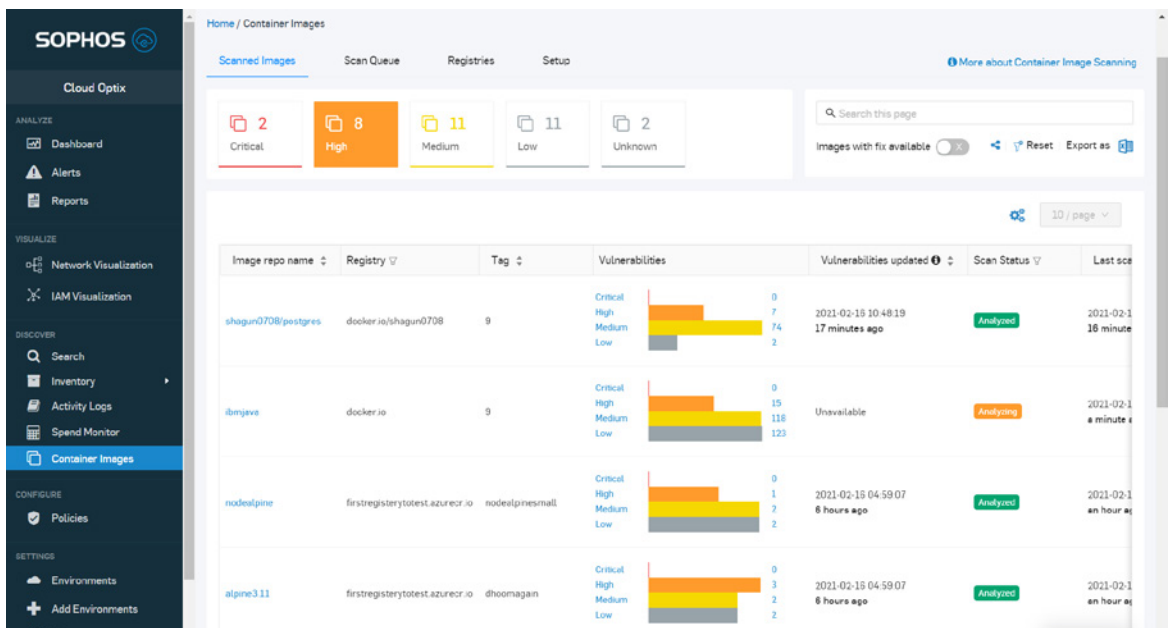 SOPHOS
Cloud Optix
ANALYZE
Dashboard
Alerts
Reports
VISUALIZE
Network Visualization
IAM Visualization
DISCOVER
Search
Inventory
Activity Logs
Spend Monitor
Container Images
CONFIGURE
Policies
SETTINGS
Environments
Add Environments
Home / Container Images
Scanned Images Scan Queue Registries Setup
More about Container Image Scanning
2 Critical
8 High
11 Medium
11 Low
2 Unknown
Search this page
Images with fix available X Reset Export as
10 / page
Image repo name Registry Tag Vulnerabilities Vulnerabilities updated Scan Status Last sca
shagun0708/postgres docker.io/shagun0708 9
Critical 0
High 7
Medium 74
Low 2
2021-02-16 10:48:19
17 minutes ago
Analyzed
2021-02-1
16 minute
ibmjava docker.io 9
Critical 0
High 15
Medium 118
Low 123
Unavailable
Analyzing
2021-02-1
a minute a
nodealpine firstregisterytotest.azurecr.io nodealpinesmall
Critical 0
High 1
Medium 2
Low 2
2021-02-16 04:59:07
6 hours ago
Analyzed
2021-02-1
an hour ag
alpine3.11 firstregisterytotest.azurecr.io dhoomagain
Critical 0
High 3
Medium 2
Low 2
2021-02-16 04:59:07
6 hours ago
Analyzed
2021-02-1
an hour ag